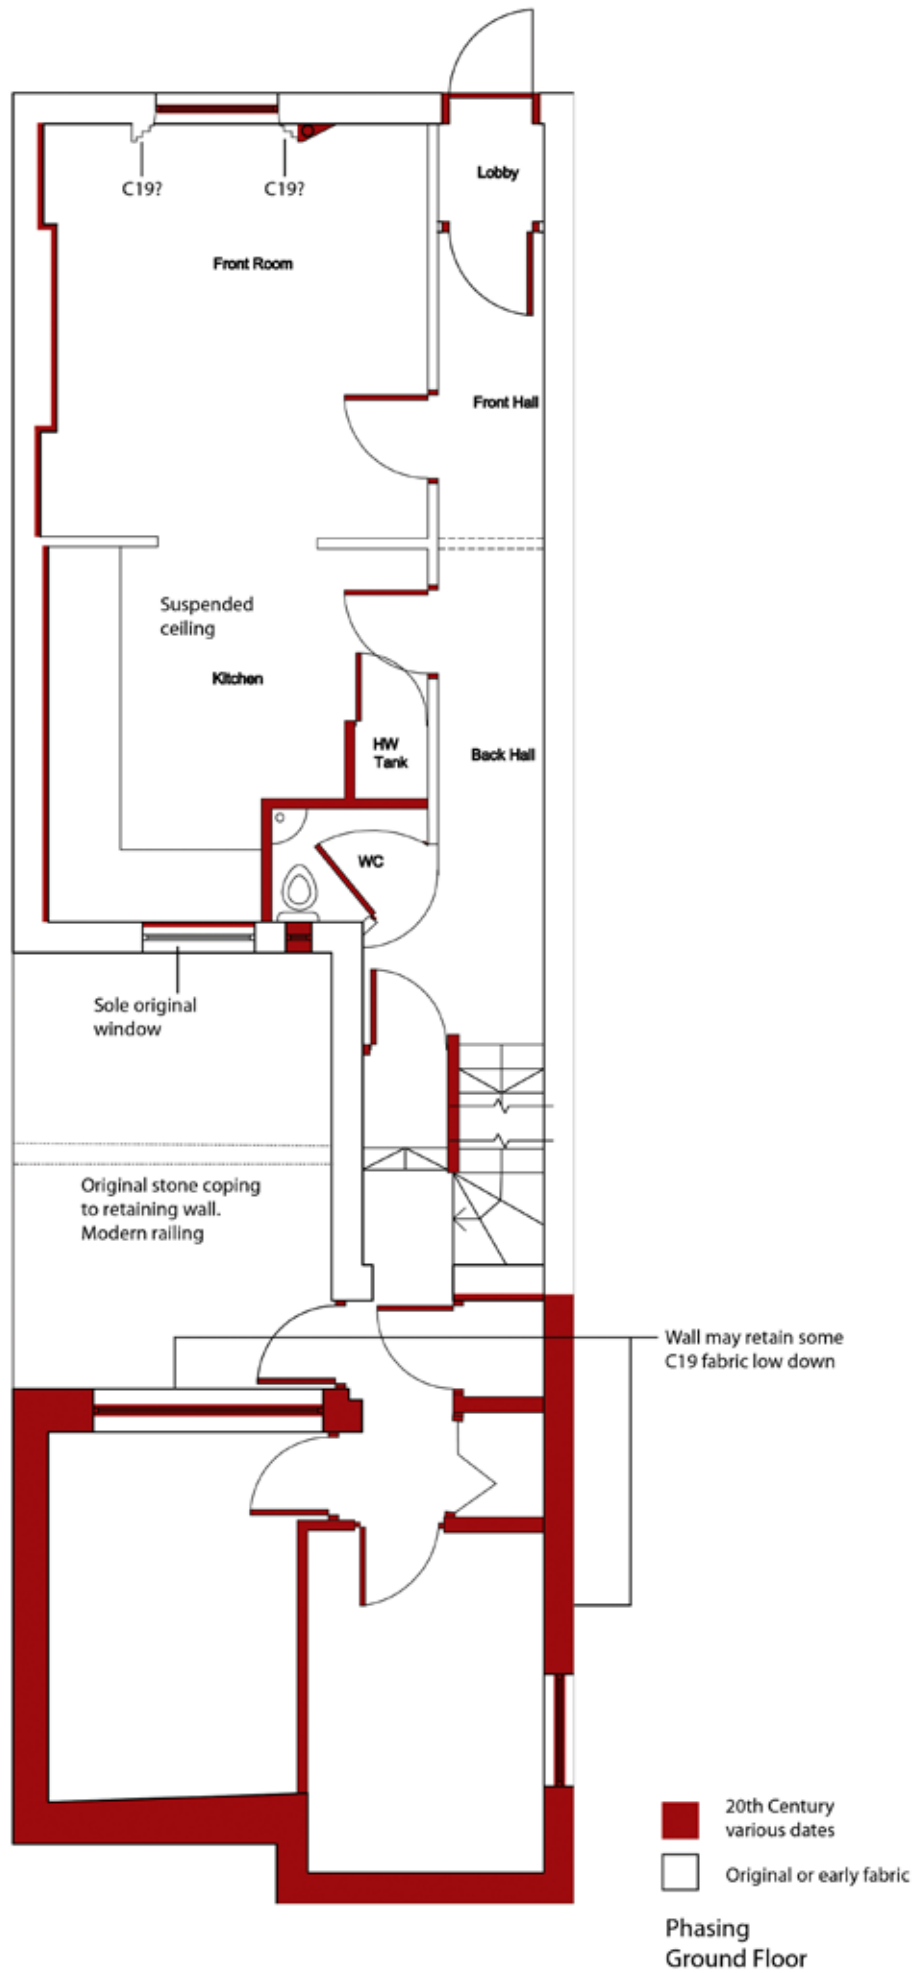 Lobby
C19?
C19?
Front Room
Front Hall
Suspended
ceiling
Kitchen
HW
Tank
Back Hall
WC
Sole original
window
Original stone coping
to retaining wall.
Modern railing
Wall may retain some
C19 fabric low down
20th Century
various dates
Original or early fabric
Phasing
Ground Floor